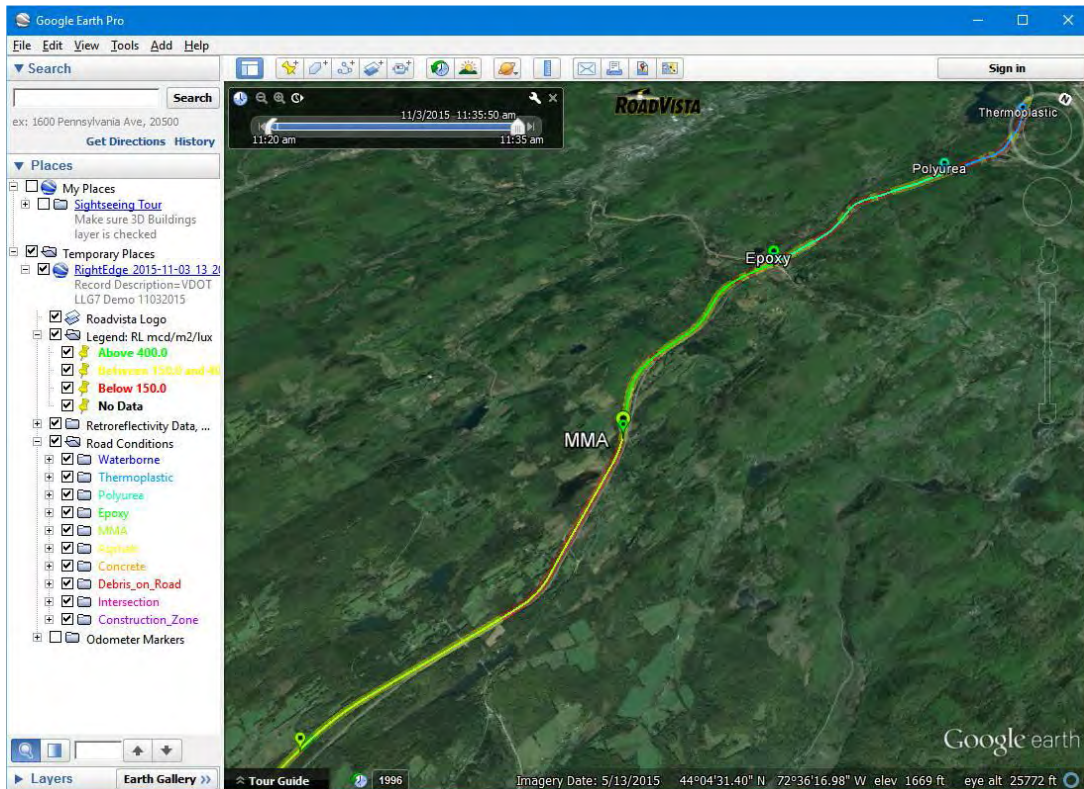 Google Earth Pro
File Edit View Tools Add Help
Search
Search
ex: 1600 Pennsylvania Ave, 20500
Get Directions History
Places
My Places
Sightseeing Tour
Make sure 3D Buildings
layer is checked
Temporary Places
RightEdge 2015-11-03 13 20
Record Description=VDOT
LLG7 Demo 11032015
Roadvista Logo
Legend: RL mcd/m2/lux
Above 400.0
Between 150.0 and 40
Below 150.0
No Data
Retroreflectivity Data, ...
Road Conditions
Waterborne
Thermoplastic
Polyurea
Epoxy
MMA
Asphalt
Concrete
Debris_on_Road
Intersection
Construction_Zone
Odometer Markers
Layers
Earth Gallery »
Sign in
11/3/2015 11:35:50 am
11:20 am 11:35 am
ROADVISTA
N
Thermoplastic
Polyurea
Epoxy
MMA
Google earth
Tour Guide
1996
Imagery Date: 5/13/2015 44°04'31.40" N 72°36'16.98" W elev 1669 ft eye alt 25772 ft